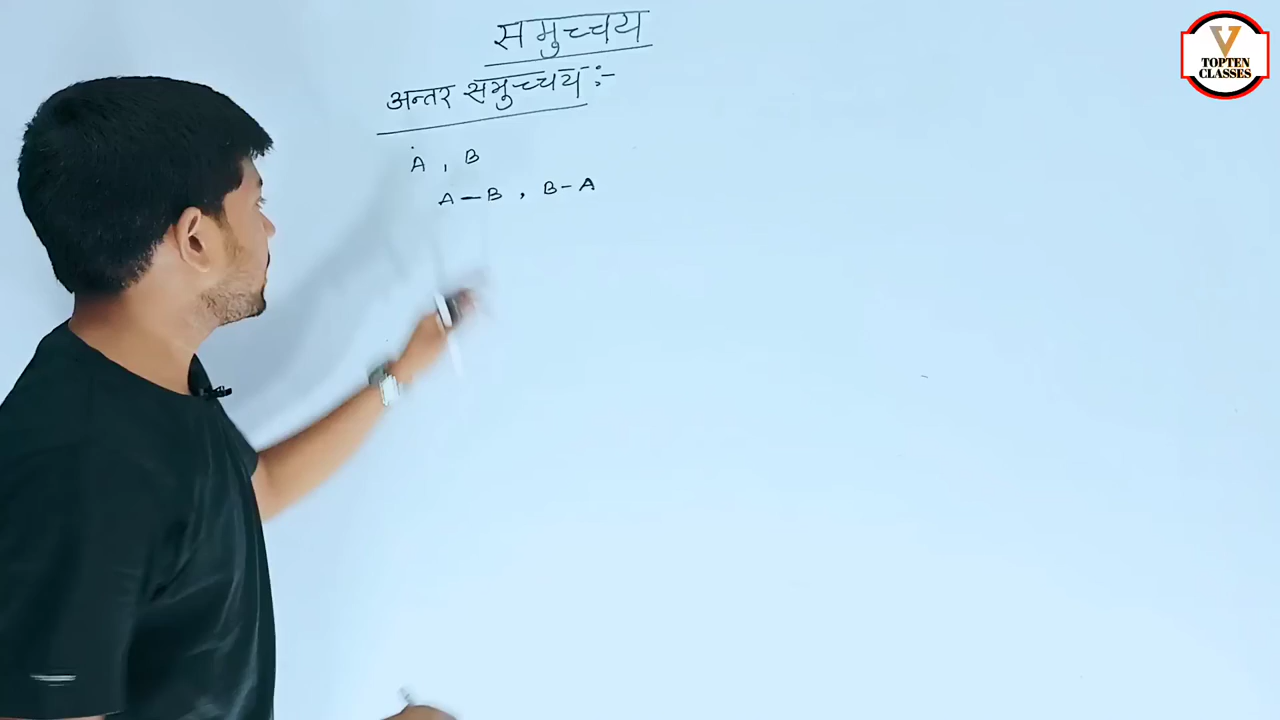 समुच्चय
अन्तर समुच्चय :-
A , B
A - B , B - A
V
TOPTEN
CLASSES